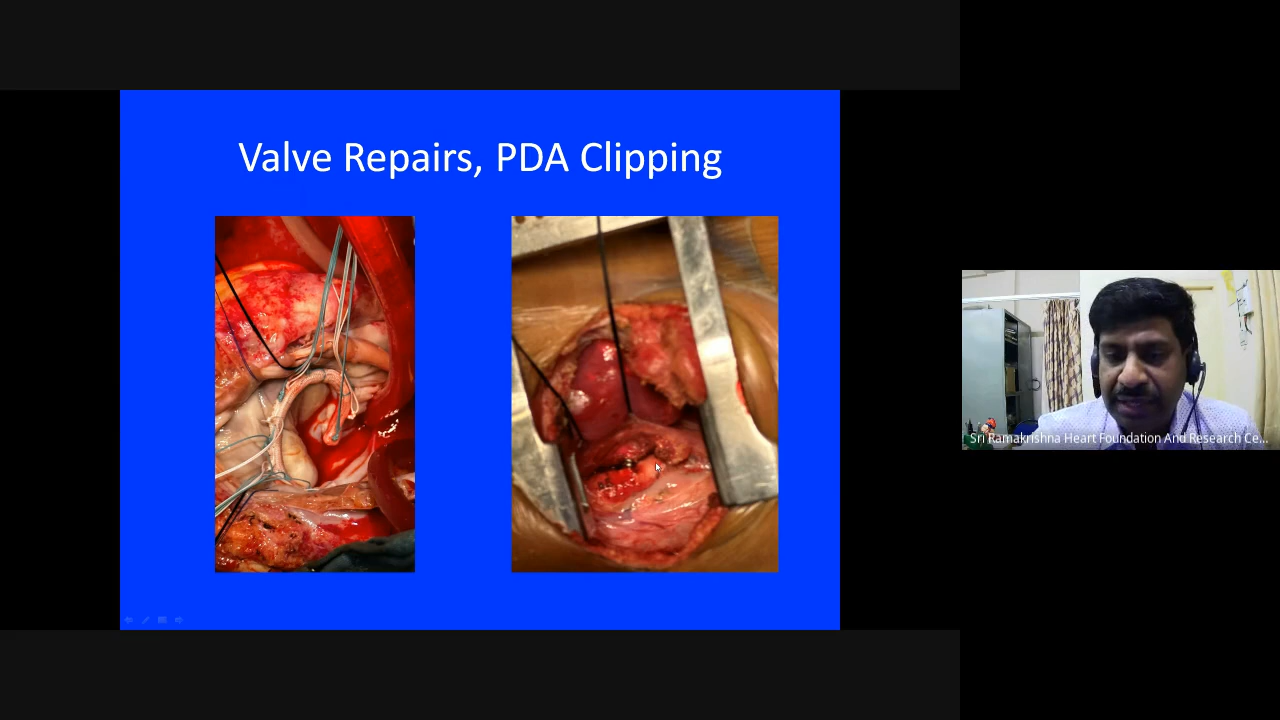 Valve Repairs, PDA Clipping
Sri Ramakrishna Heart Foundation And Research Ce...